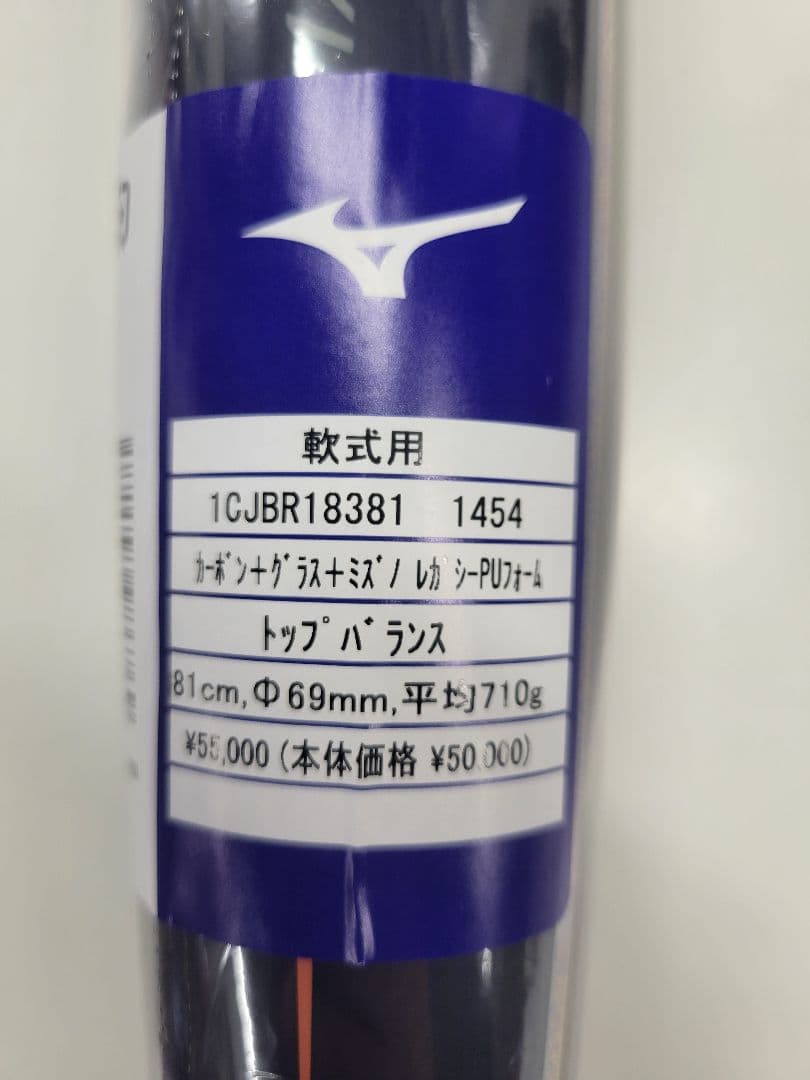 軟式用
1CJBR18381 1454
ｶｰﾎﾞﾝ＋ｸﾞﾗｽ＋ﾐｽﾞﾉ ﾚｶﾞｼｰPUﾌｫｰﾑ
ﾄｯﾌﾟﾊﾞﾗﾝｽ
81cm,Φ69mm,平均710g
¥55,000 (本体価格 ¥50,000)